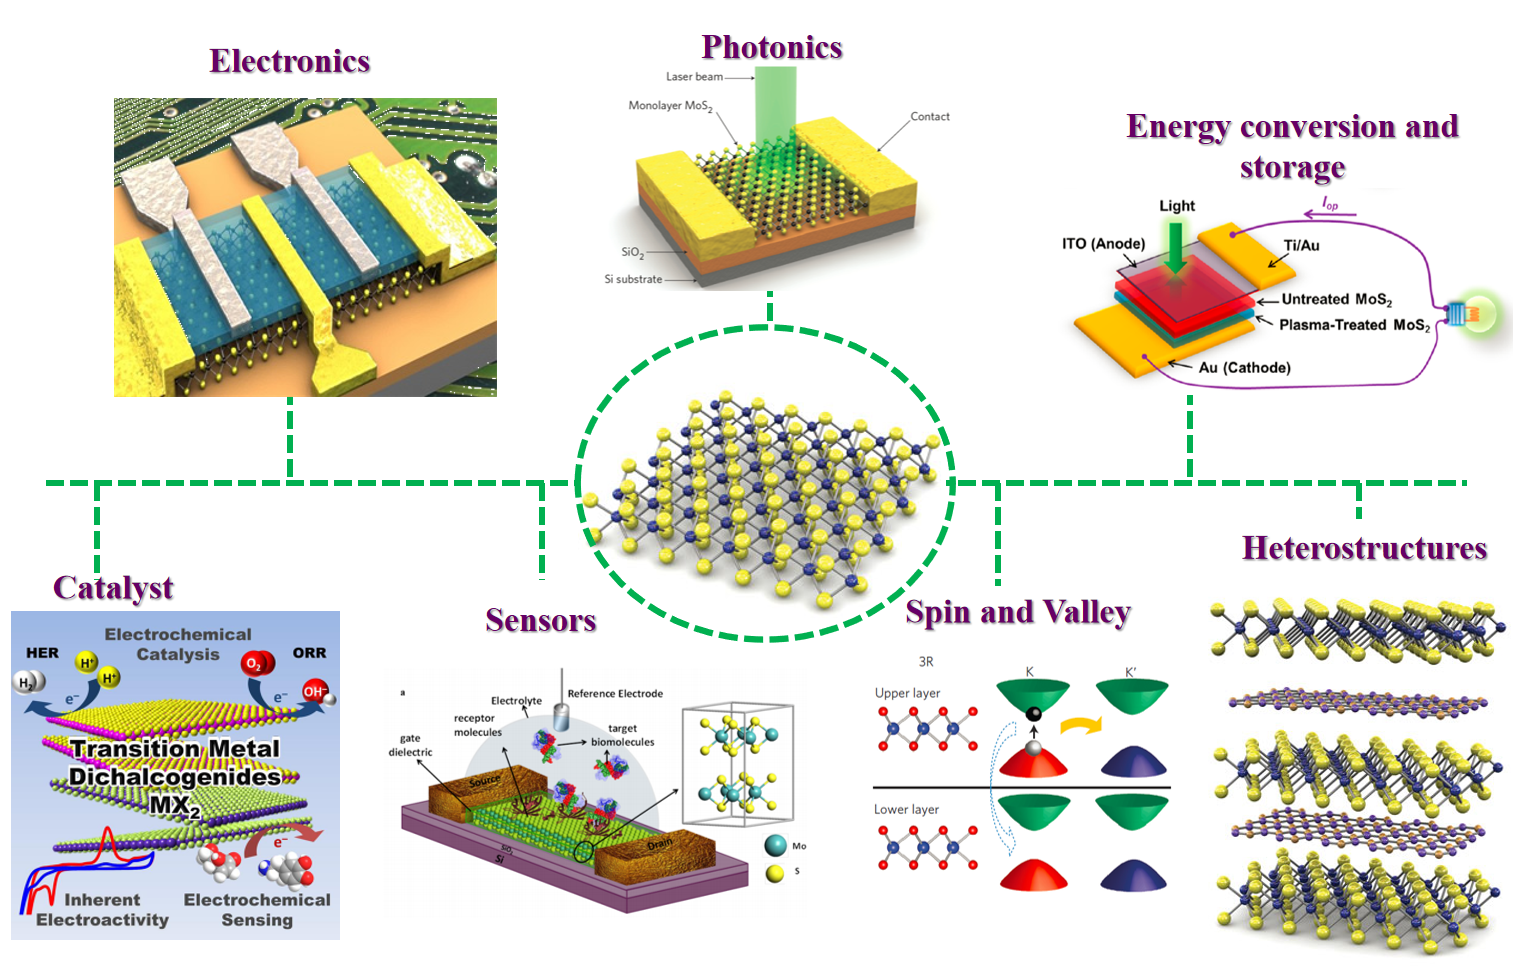 Electronics
Photonics
Laser beam
Monolayer MoS2
Contact
SiO2
Si substrate
Energy conversion and
storage
Light
Iop
ITO (Anode)
Ti/Au
Untreated MoS2
Plasma-Treated MoS2
Au (Cathode)
Catalyst
Electrochemical
Catalysis
HER
ORR
H+
H+
H2
e−
O2
e−
OH−
Transition Metal
Dichalcogenides
MX2
e−
Inherent
Electroactivity
Electrochemical
Sensing
Sensors
a
Reference Electrode
Electrolyte
receptor
molecules
target
biomolecules
gate
dielectric
Source
Drain
SiO2
Si
Mo
S
Spin and Valley
3R
K
K'
Upper layer
Lower layer
Heterostructures